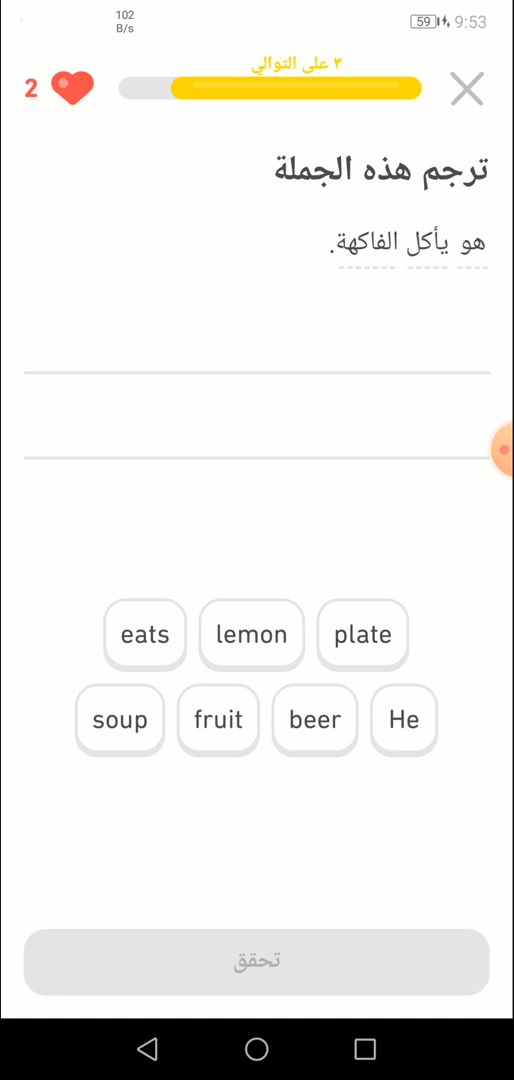 102
B/s
59
9:53
٣ على التوالي
2
ترجم هذه الجملة
هو يأكل الفاكهة.
eats lemon plate
soup fruit beer He
تحقق